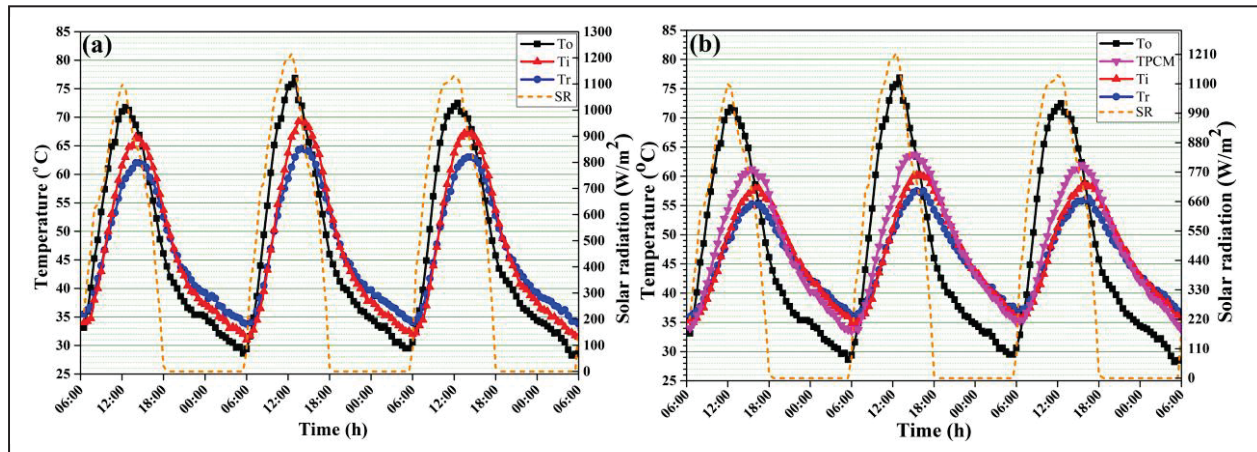 (a)
To
Ti
Tr
SR
Temperature (°C)
85
80
75
70
65
60
55
50
45
40
35
30
25
1300
1200
1100
1000
900
800
700
600
500
400
300
200
100
0
Solar radiation (W/m²)
06:00 12:00 18:00 00:00 06:00 12:00 18:00 00:00 06:00 12:00 18:00 00:00 06:00
Time (h)
(b)
To
TPCM
Ti
Tr
SR
Temperature (°C)
85
80
75
70
65
60
55
50
45
40
35
30
25
1210
1100
990
880
770
660
550
440
330
220
110
0
Solar radiation (W/m²)
06:00 12:00 18:00 00:00 06:00 12:00 18:00 00:00 06:00 12:00 18:00 00:00 06:00
Time (h)